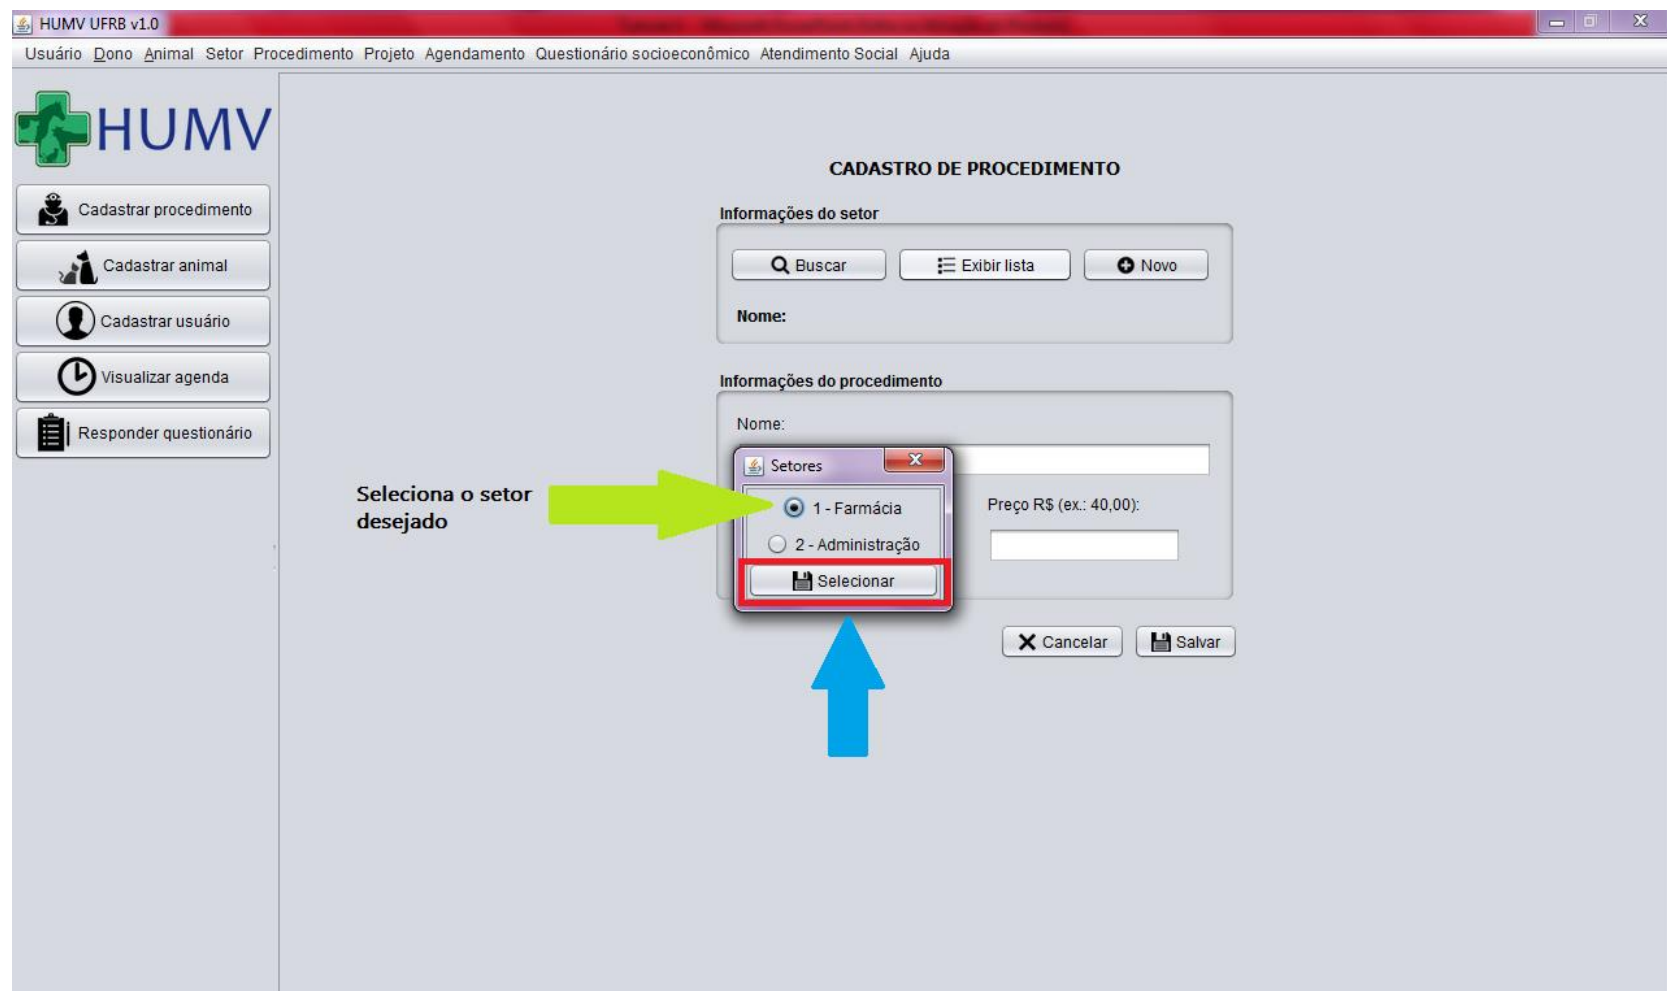 HUMV UFRB v1.0
Usuário Dono Animal Setor Procedimento Projeto Agendamento Questionário socioeconômico Atendimento Social Ajuda
HUMV
Cadastrar procedimento
Cadastrar animal
Cadastrar usuário
Visualizar agenda
Responder questionário
CADASTRO DE PROCEDIMENTO
Informações do setor
Buscar Exibir lista Novo
Nome:
Informações do procedimento
Nome:
Setores
Seleciona o setor
desejado
1 - Farmácia
2 - Administração
Selecionar
Preço R$ (ex.: 40,00):
Cancelar Salvar